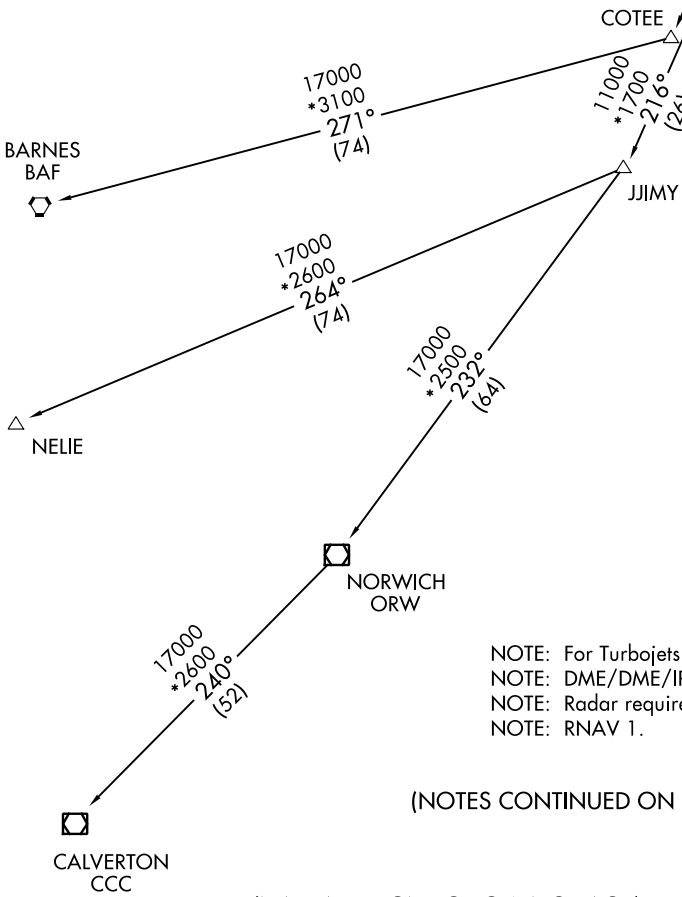 COTEE
17000
*3100
271°
(74)
11000
*1700
216°
(26)
BARNES
BAF
JJIMY
17000
*2600
264°
(74)
17000
*2500
232°
(64)
NELIE
NORWICH
ORW
17000
*2600
240°
(52)
NOTE: For Turbojets
NOTE: DME/DME/
NOTE: Radar
NOTE: RNAV 1.
(NOTES CONTINUED ON
CALVERTON
CCC